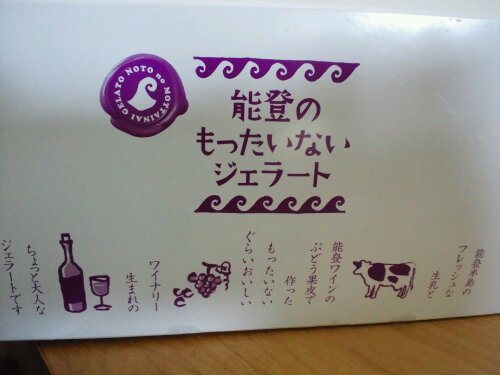 GELATO NOTO no MOTTAINAI
能登の
もったいない
ジェラート
能登半島の
フレッシュな
生乳と
能登ワインの
ぶどう果皮で
作った
もったいない
ぐらいおいしい
ワイナリー
生まれの
ちょっと大人な
ジェラートです